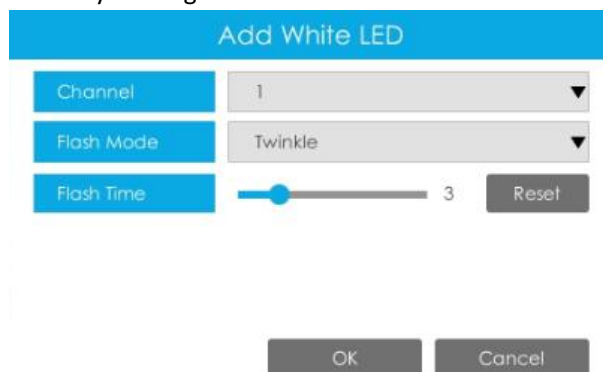 Add White LED
Channel 1
Flash Mode Twinkle
Flash Time 3 Reset
OK Cancel